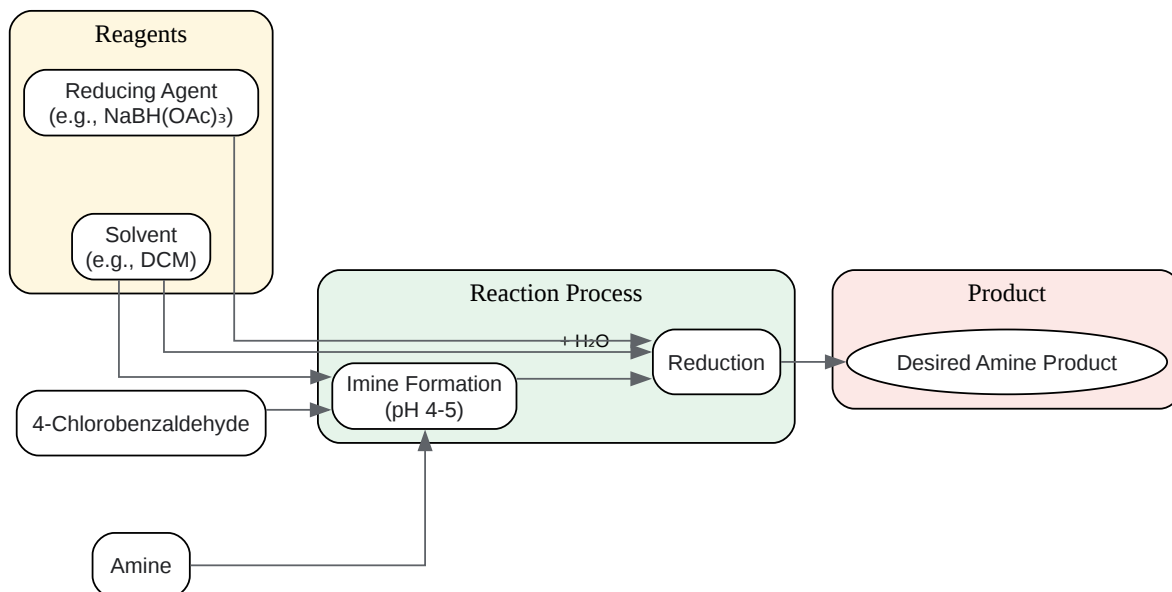 Reagents
Reducing Agent
(e.g., NaBH(OAc)₃)
Solvent
(e.g., DCM)
Reaction Process
+ H₂O
Imine Formation
(pH 4-5)
Reduction
Product
Desired Amine Product
4-Chlorobenzaldehyde
Amine